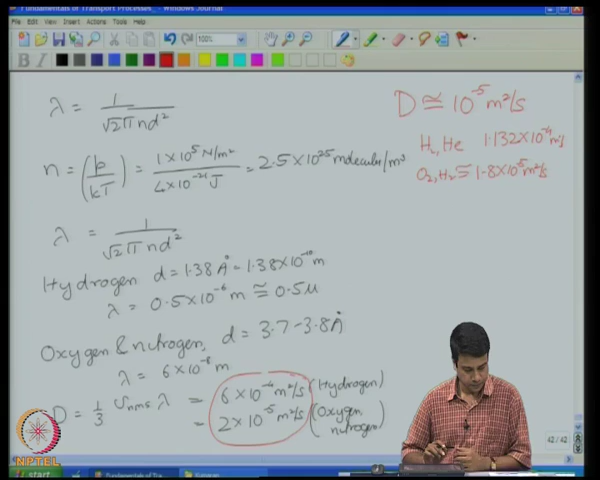 Fundamentals of Transport Processes - Windows Journal
File Edit View Insert Actions Tools Help
100%
B I
λ = 1/√2 π n d²
n = (p/kT) = 1×10⁵ N/m² / 4×10⁻²¹ J = 2.5×10²⁵ molecules/m³
λ = 1/√2 π n d²
Hydrogen d = 1.38 Å = 1.38×10⁻¹⁰ m
λ = 0.5×10⁻⁶ m ≅ 0.5 μ
Oxygen & nitrogen, d = 3.7–3.8 Å
λ = 6×10⁻⁸ m
D = 1/3 v_rms λ = 6×10⁻⁴ m²/s (Hydrogen)
= 2×10⁻⁵ m²/s (Oxygen nitrogen)
D ≅ 10⁻⁵ m²/s
H₂, He 1.132×10⁻⁴ m²/s
O₂, = 1.8×10⁻⁵ m²/s
42 / 42
NPTEL
start
Fundamentals of Tra...